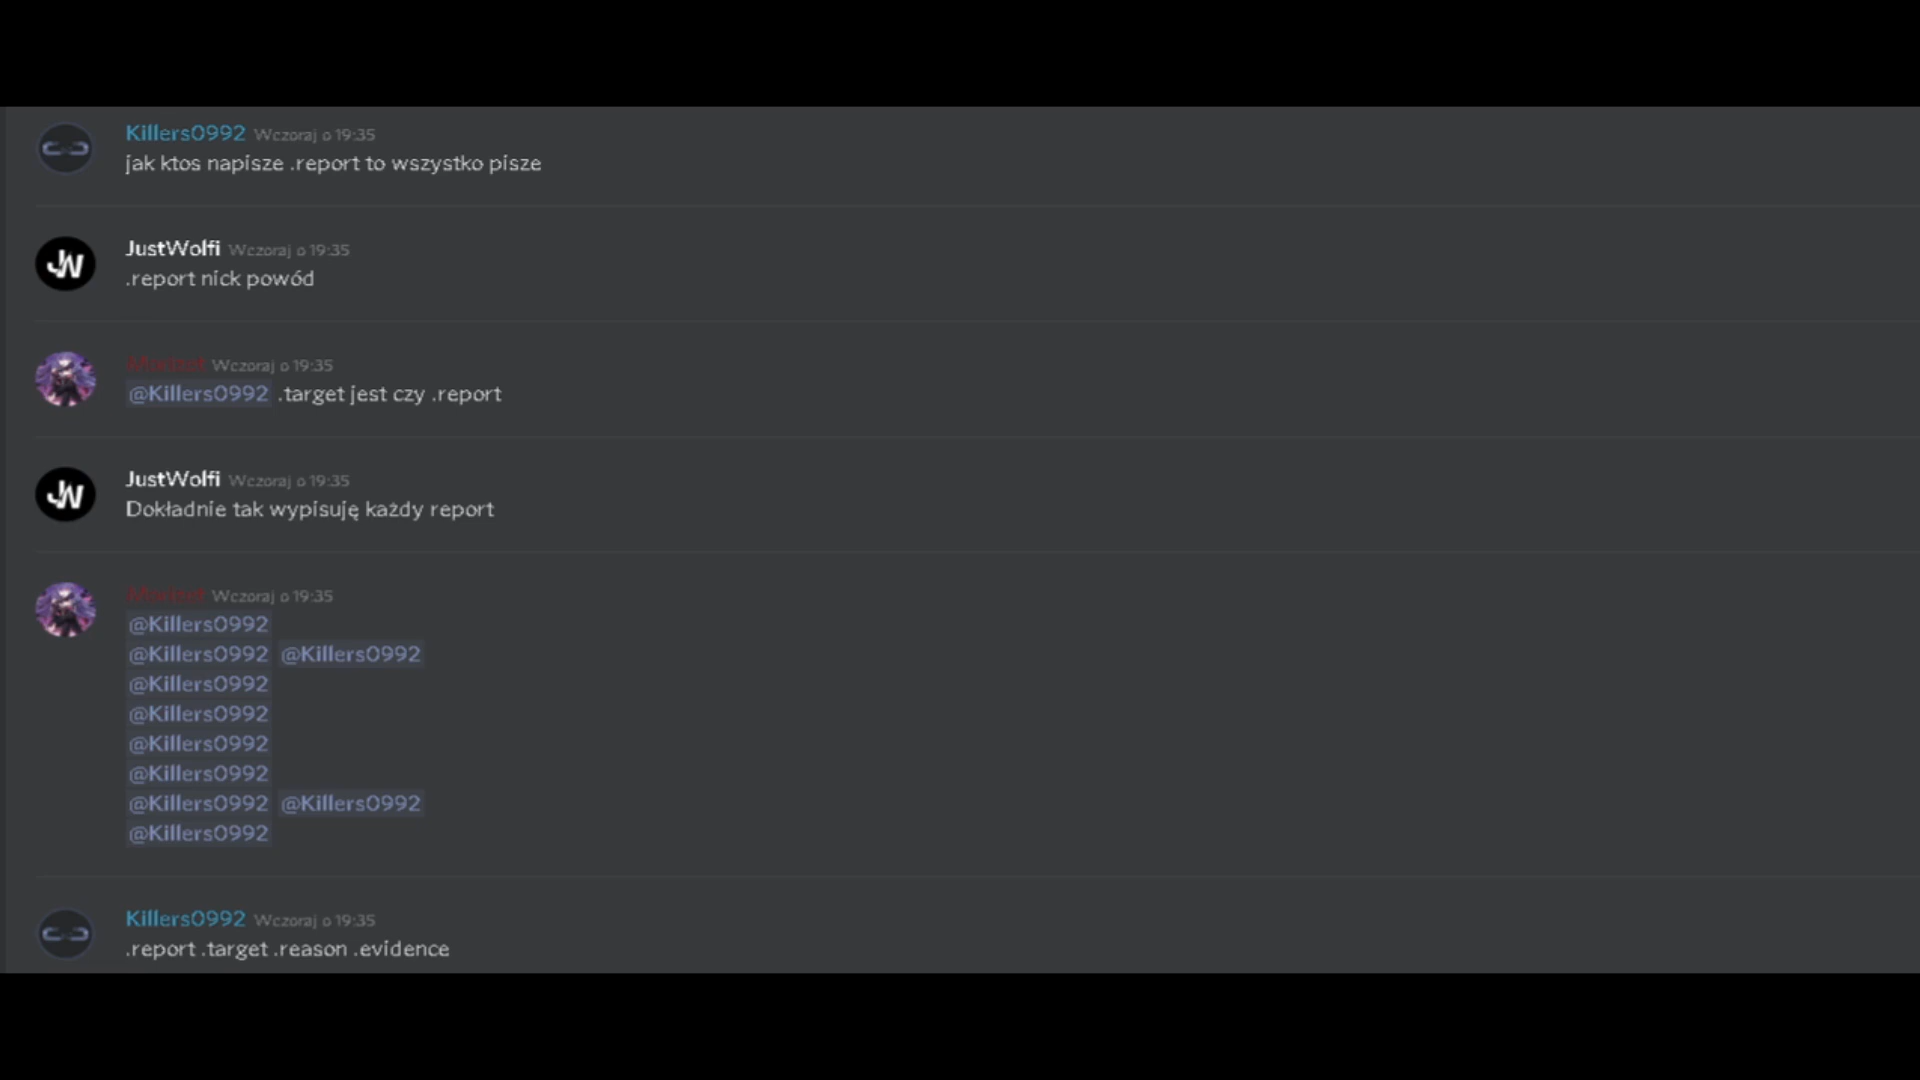 Killers0992 Wczoraj o 19:35
jak ktos napisze .report to wszystko pisze
JW
JustWolfi Wczoraj o 19:35
.report nick powód
Wczoraj o 19:35
@Killers0992 .target jest czy .report
JW
JustWolfi Wczoraj o 19:35
Dokładnie tak wypisuję każdy report
Wczoraj o 19:35
@Killers0992
@Killers0992 @Killers0992
@Killers0992
@Killers0992
@Killers0992
@Killers0992
@Killers0992 @Killers0992
@Killers0992
Killers0992 Wczoraj o 19:35
.report .target .reason .evidence